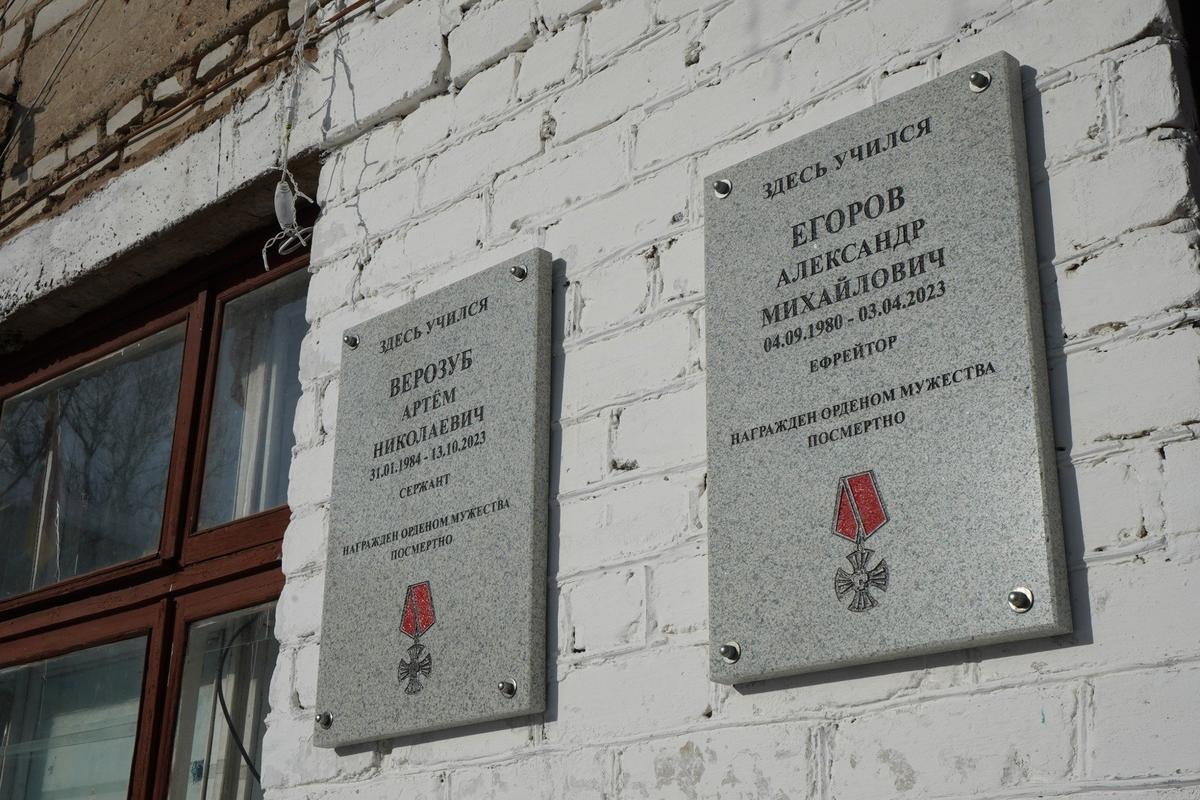 ЗДЕСЬ УЧИЛСЯ
ВЕРОЗУБ
АРТЁМ
НИКОЛАЕВИЧ
31.01.1984 - 13.10.2023
СЕРЖАНТ
НАГРАЖДЕН ОРДЕНОМ МУЖЕСТВА
ПОСМЕРТНО
ЗДЕСЬ УЧИЛСЯ
ЕГОРОВ
АЛЕКСАНДР
МИХАЙЛОВИЧ
04.09.1980 - 03.04.2023
ЕФРЕЙТОР
НАГРАЖДЕН ОРДЕНОМ МУЖЕСТВА
ПОСМЕРТНО